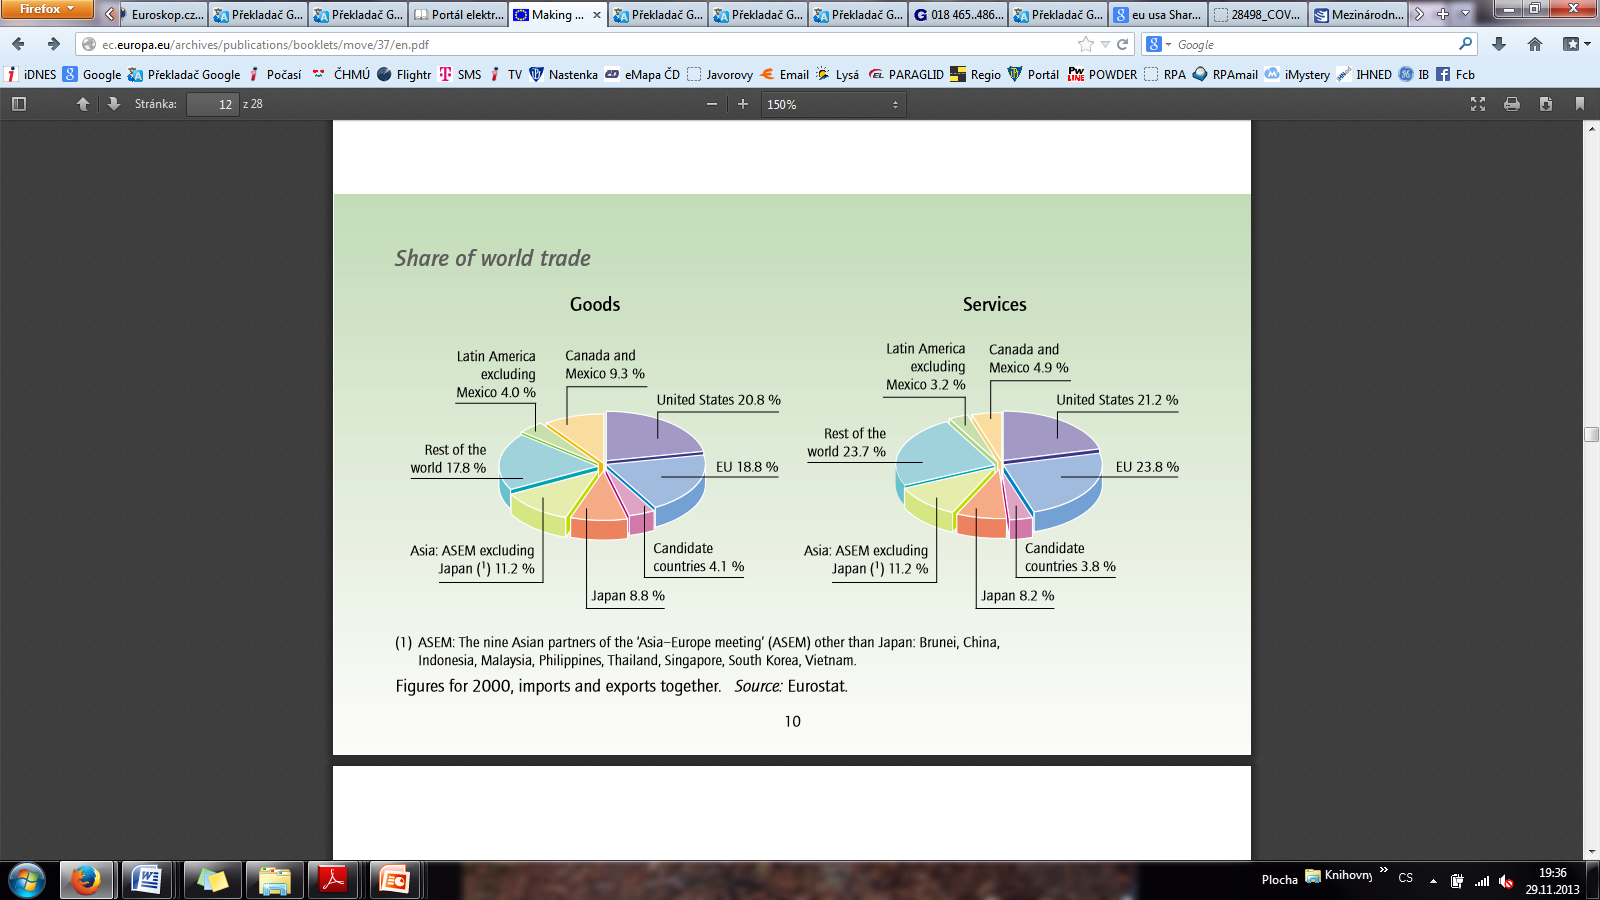 Firefox
Euroskop.cz...
Překladač G...
Překladač G...
Portál elektr...
Making ...
Překladač G...
Překladač G...
Překladač G...
018 465..486...
Překladač G...
eu usa Shar...
28498_COV...
Mezinárodn...
ec.europa.eu/archives/publications/booklets/move/37/en.pdf
Google
iDNES Google Překladač Google Počasí ČHMÚ Flightr SMS TV Nastenka eMapa ČD Javorovy Email Lysá PARAGLID Regio Portál POWDER RPA RPAmail iMystery IHNED IB Fcb
Stránka: 12 z 28
150%
Share of world trade
Goods
Latin America
excluding
Mexico 4.0 %
Canada and
Mexico 9.3 %
United States 20.8 %
Rest of the
world 17.8 %
EU 18.8 %
Asia: ASEM excluding
Japan (1) 11.2 %
Candidate
countries 4.1 %
Japan 8.8 %
Services
Latin America
excluding
Mexico 3.2 %
Canada and
Mexico 4.9 %
United States 21.2 %
Rest of the
world 23.7 %
EU 23.8 %
Asia: ASEM excluding
Japan (1) 11.2 %
Candidate
countries 3.8 %
Japan 8.2 %
(1) ASEM: The nine Asian partners of the ‘Asia–Europe meeting’ (ASEM) other than Japan: Brunei, China,
Indonesia, Malaysia, Philippines, Thailand, Singapore, South Korea, Vietnam.
Figures for 2000, imports and exports together. Source: Eurostat.
10
Plocha
Knihovny
CS
19:36
29.11.2013